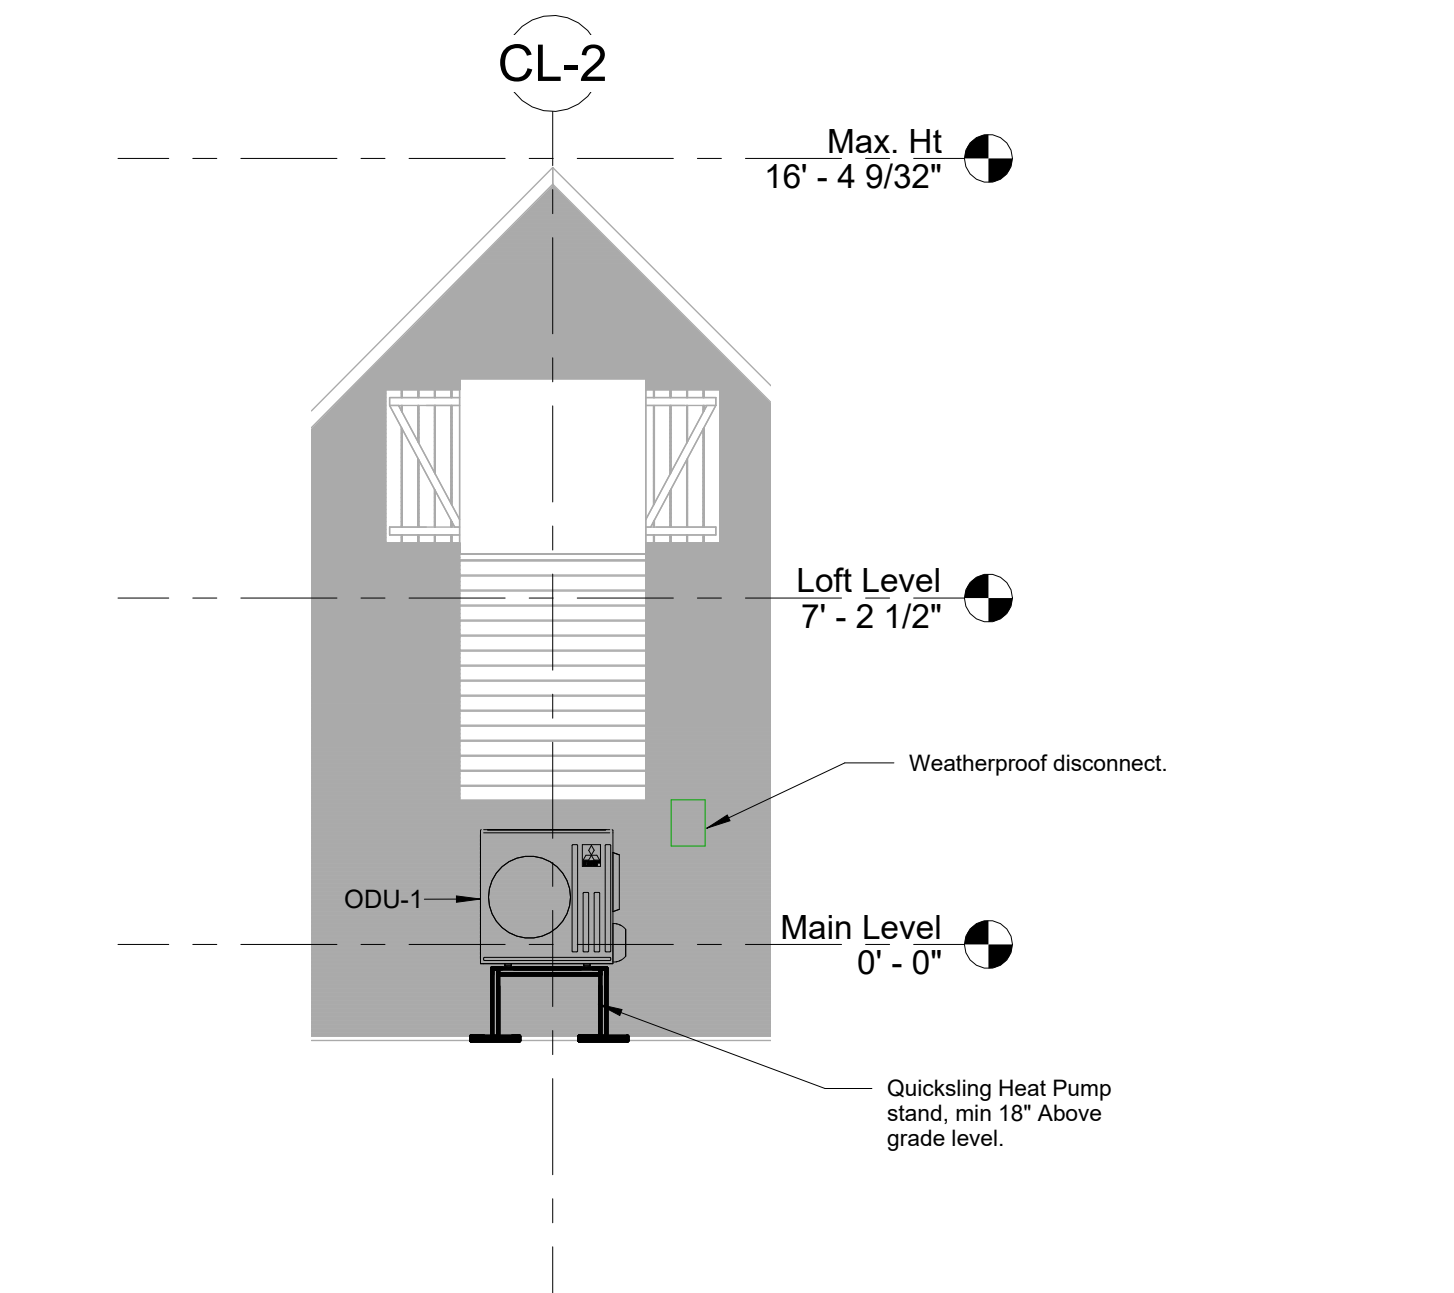 CL-2
Max. Ht
16' - 4 9/32"
Loft Level
7' - 2 1/2"
Weatherproof disconnect.
ODU-1
Main Level
0' - 0"
Quicksling Heat Pump
stand, min 18" Above
grade level.